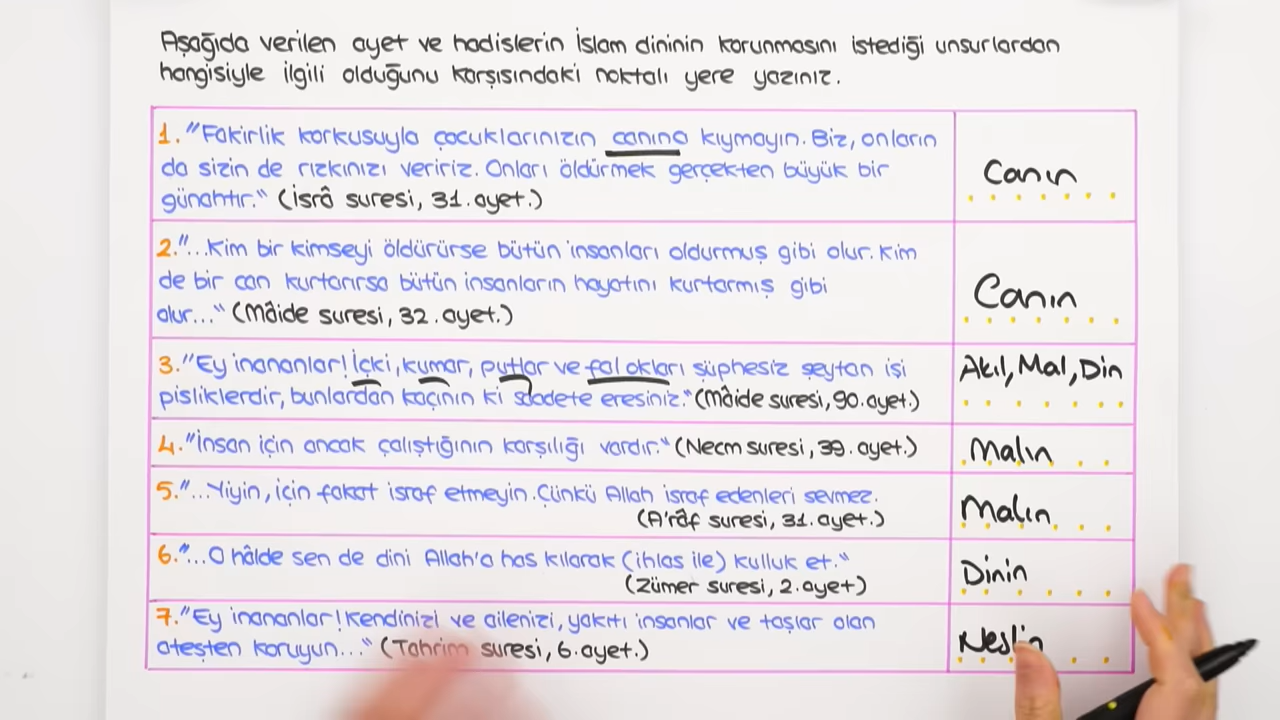 Aşağıda verilen ayet ve hadislerin İslam dininin korunmasını istediği unsurlardan
hangisiyle ilgili olduğunu karşısındaki noktalı yere yazınız.
1. "Fakirlik korkusuyla çocuklarınızın canına kıymayın. Biz, onların
da sizin de rızkınızı veririz. Onları öldürmek gerçekten büyük bir
günahtır." (İsrâ suresi, 31. ayet.)
Canın
2. "...Kim bir kimseyi öldürürse bütün insanları oldurmuş gibi olur. Kim
de bir can kurtarırsa bütün insanların hayatını kurtarmış gibi
olur..." (Mâide suresi, 32. ayet.)
Canın
3. "Ey inananlar! İçki, kumar, putlar ve fal okları şüphesiz şeytan işi
pisliklerdir, bunlardan kaçının ki saadete eresiniz." (Mâide suresi, 90. ayet.)
Akıl, Mal, Din
4. "İnsan için ancak çalıştığının karşılığı vardır." (Necm suresi, 39. ayet.)
Malın
5. "...Yiyin, için fakat israf etmeyin. Çünkü Allah israf edenleri sevmez.
(A'râf suresi, 31. ayet.)
Malın
6. "...O hâlde sen de dini Allah'a has kılarak (ihlas ile) kulluk et."
(Zümer suresi, 2. ayet)
Dinin
7. "Ey inananlar! Kendinizi ve ailenizi, yakıtı insanlar ve taşlar olan
ateşten koruyun..." (Tahrim suresi, 6. ayet.)
Neslin